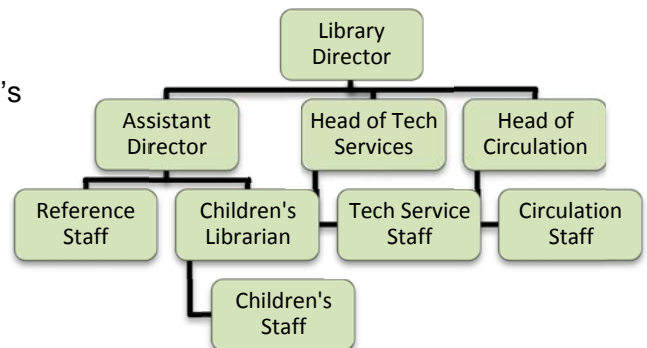 Library
Director
's
Assistant
Director
Head of Tech
Services
Head of
Circulation
Reference
Staff
Children's
Librarian
Tech Service
Staff
Circulation
Staff
Children's
Staff